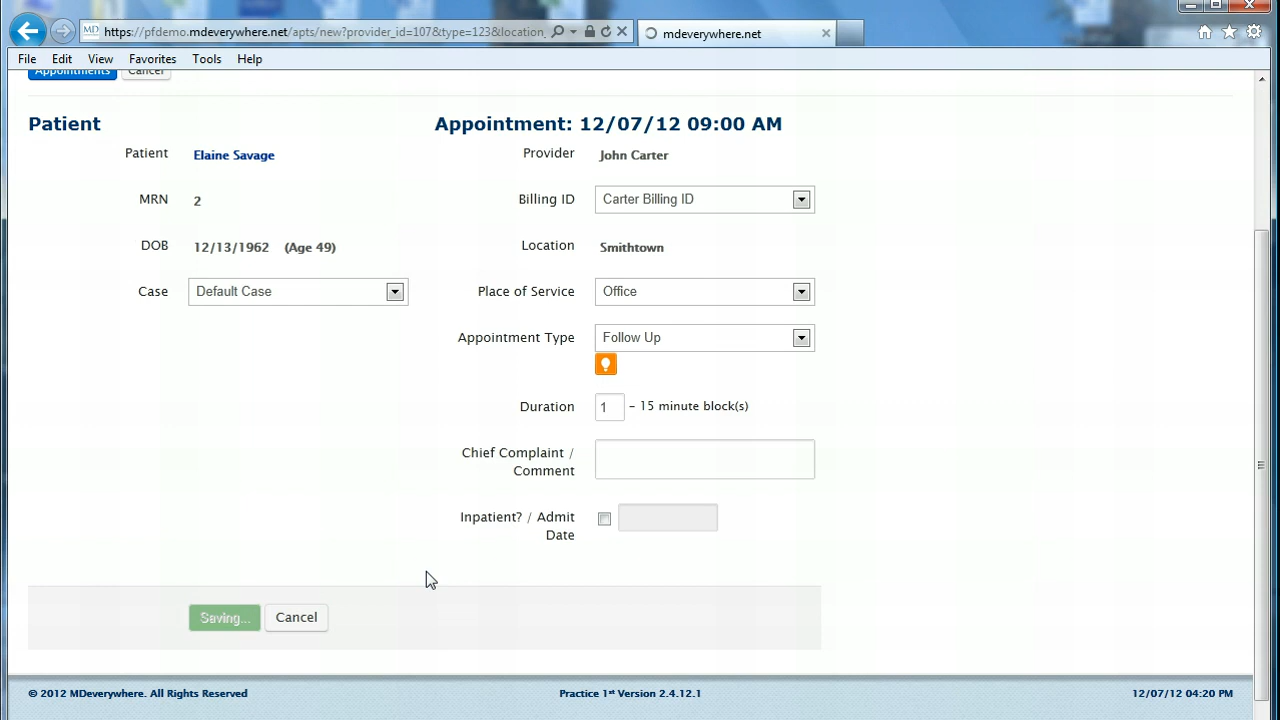 MD https://pfdemo.mdeverywhere.net/apts/new?provider_id=107&type=123&location_
mdeverywhere.net
File Edit View Favorites Tools Help
Appointments Cancel
Patient
Appointment: 12/07/12 09:00 AM
Patient Elaine Savage
Provider John Carter
MRN 2
Billing ID Carter Billing ID
DOB 12/13/1962 (Age 49)
Location Smithtown
Case Default Case
Place of Service Office
Appointment Type Follow Up
Duration 1 - 15 minute block(s)
Chief Complaint /
Comment
Inpatient? / Admit
Date
Saving... Cancel
© 2012 MDeverywhere. All Rights Reserved
Practice 1st Version 2.4.12.1
12/07/12 04:20 PM